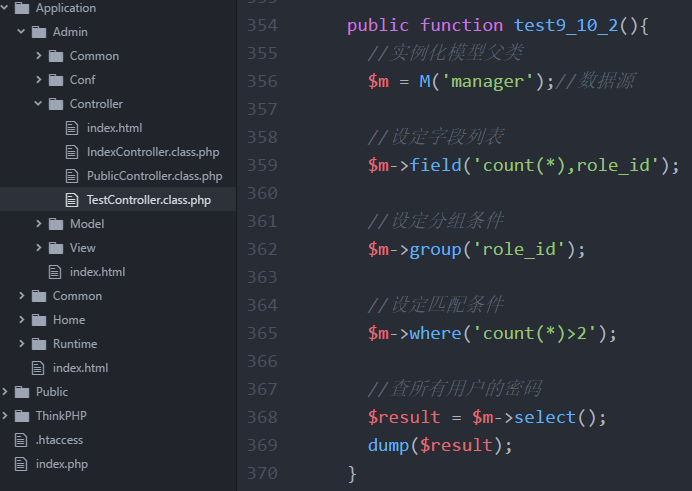 Application
Admin
Common
Conf
Controller
index.html
IndexController.class.php
PublicController.class.php
TestController.class.php
Model
View
index.html
Common
Home
Runtime
index.html
Public
ThinkPHP
.htaccess
index.php
354 public function test9_10_2(){
355 //实例化模型父类
356 $m = M('manager');//数据源
357
358 //设定字段列表
359 $m->field('count(*),role_id');
360
361 //设定分组条件
362 $m->group('role_id');
363
364 //设定匹配条件
365 $m->where('count(*)>2');
366
367 //查所有用户的密码
368 $result = $m->select();
369 dump($result);
370 }